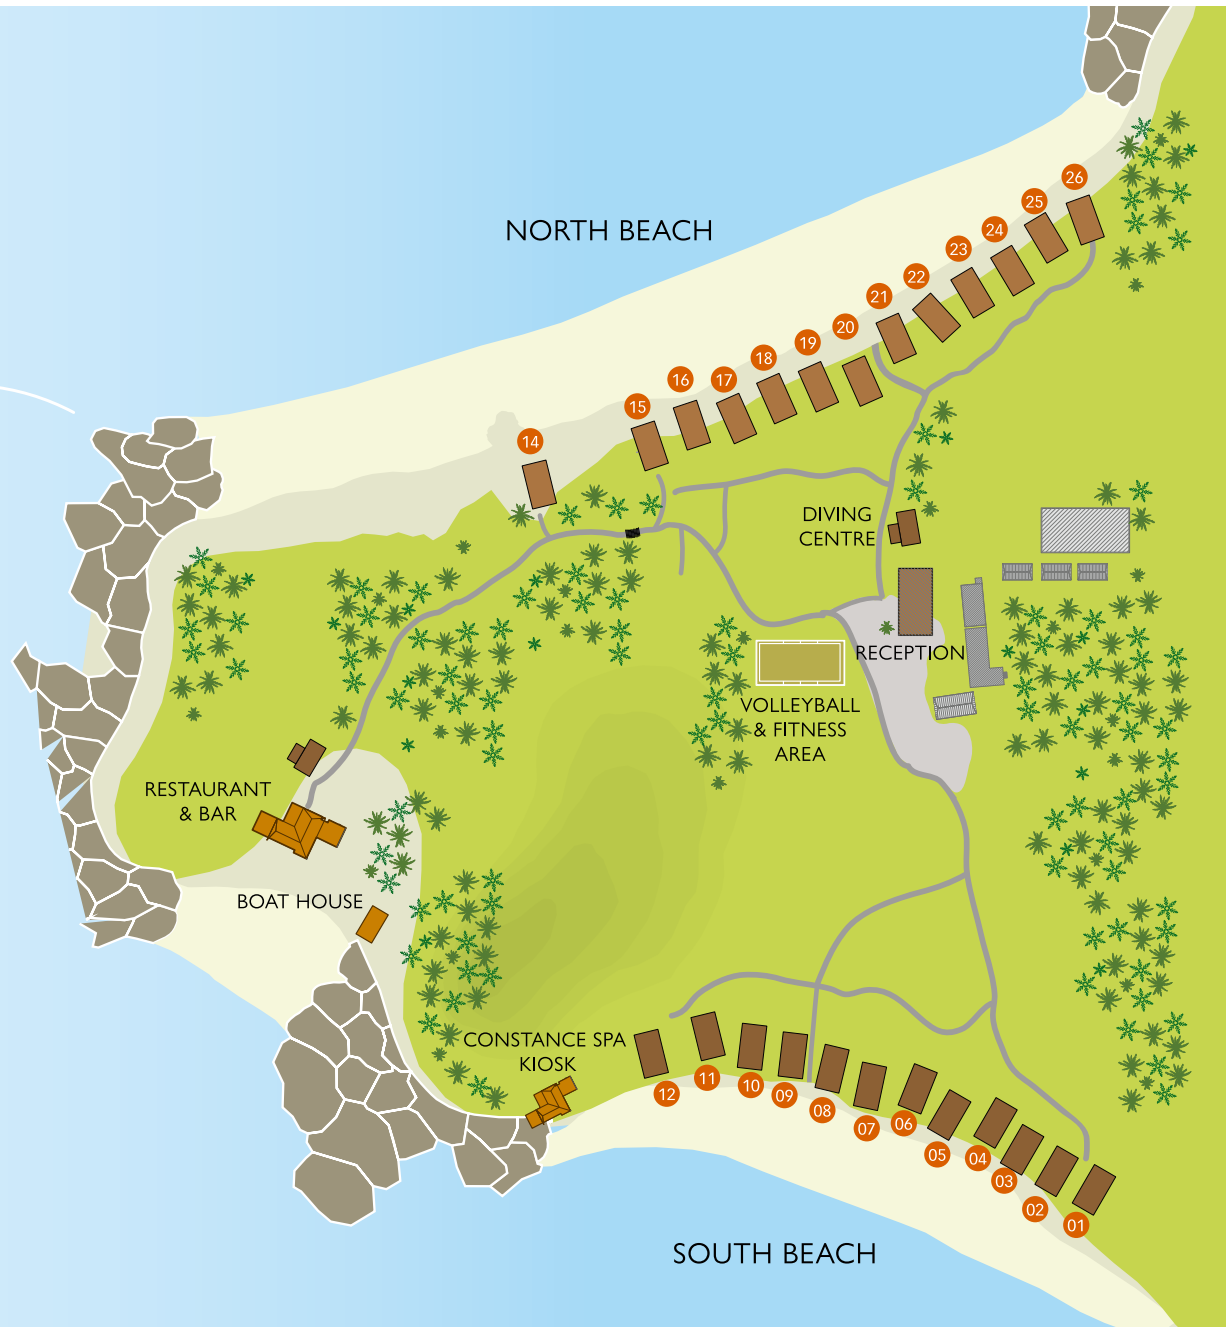 NORTH BEACH
26
25
24
23
22
21
20
19
18
17
16
15
14
DIVING
CENTRE
RECEPTION
VOLLEYBALL
& FITNESS
AREA
RESTAURANT
& BAR
BOAT HOUSE
CONSTANCE SPA
KIOSK
12
11
10
09
08
07
06
05
04
03
02
01
SOUTH BEACH